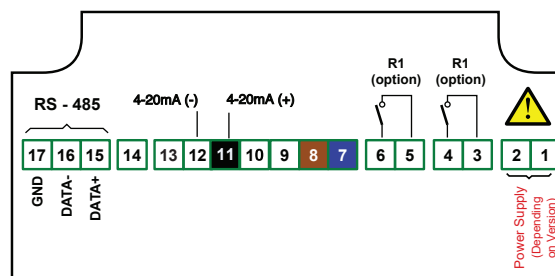 R1
(option)
R1
(option)
4-20mA (-)
4-20mA (+)
RS - 485
17 16 15 14 13 12 11 10 9 8 7 6 5 4 3 2 1
GND
DATA-
DATA+
Power Supply
(Depending
on Version)